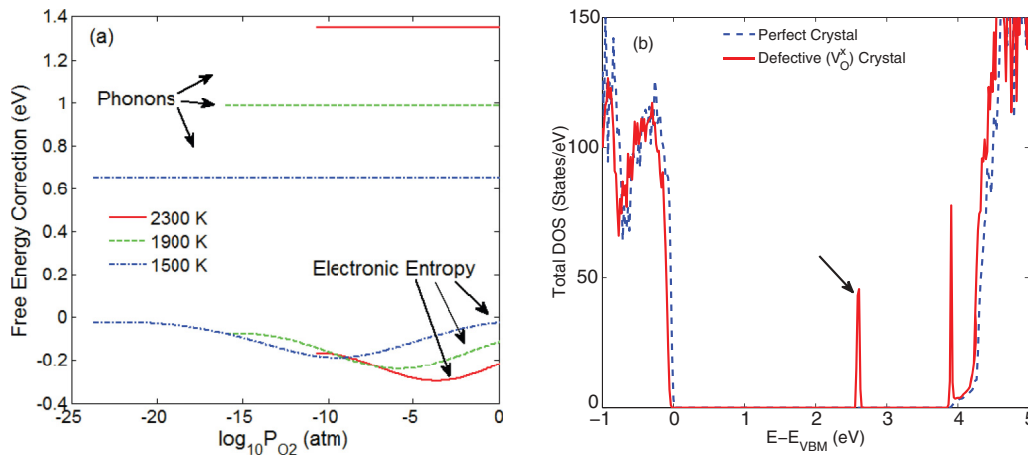 (a)
Free Energy Correction (eV)
1.4
1.2
1
0.8
0.6
0.4
0.2
0
-0.2
-0.4
Phonons
2300 K
1900 K
1500 K
Electronic Entropy
-25 -20 -15 -10 -5 0
log10PO2 (atm)
(b)
Total DOS (States/eV)
150
100
50
0
Perfect Crystal
Defective (VOx) Crystal
-1 0 1 2 3 4 5
E−EVBM (eV)